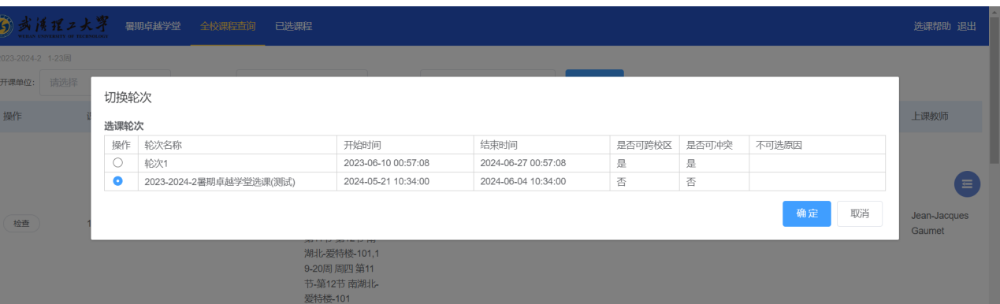 武汉理工大学 暑期卓越学堂 全校课程查询 已选课程 选课帮助 退出
WUHAN UNIVERSITY OF TECHNOLOGY
2023-2024-2 1-23周
开课单位: 请选择
切换轮次
操作 上课教师
选课轮次
操作 轮次名称 开始时间 结束时间 是否可跨校区 是否可冲突 不可选原因
轮次1 2023-06-10 00:57:08 2024-06-27 00:57:08 是 是
2023-2024-2暑期卓越学堂选课(测试) 2024-05-21 10:34:00 2024-06-04 10:34:00 否 否
确定 取消
检查 1 Jean-Jacques
Gaumet
湖北-爱特楼-101,1
9-20周 周四 第11
节-第12节 南湖北-
爱特楼-101